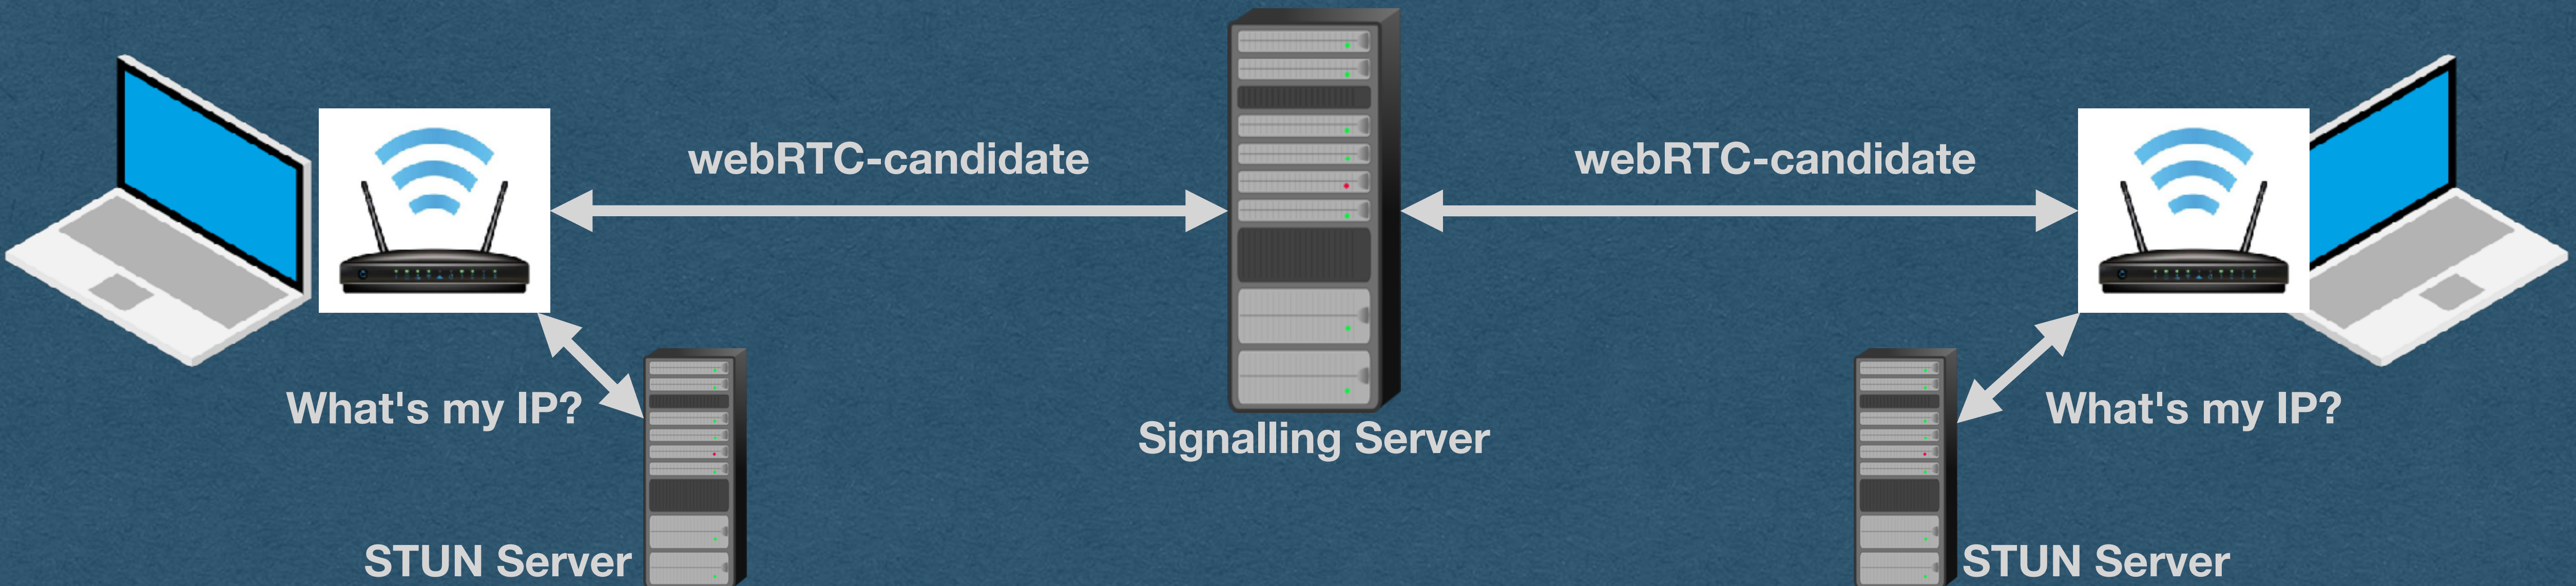 webRTC-candidate
webRTC-candidate
What's my IP?
Signalling Server
What's my IP?
STUN Server
STUN Server